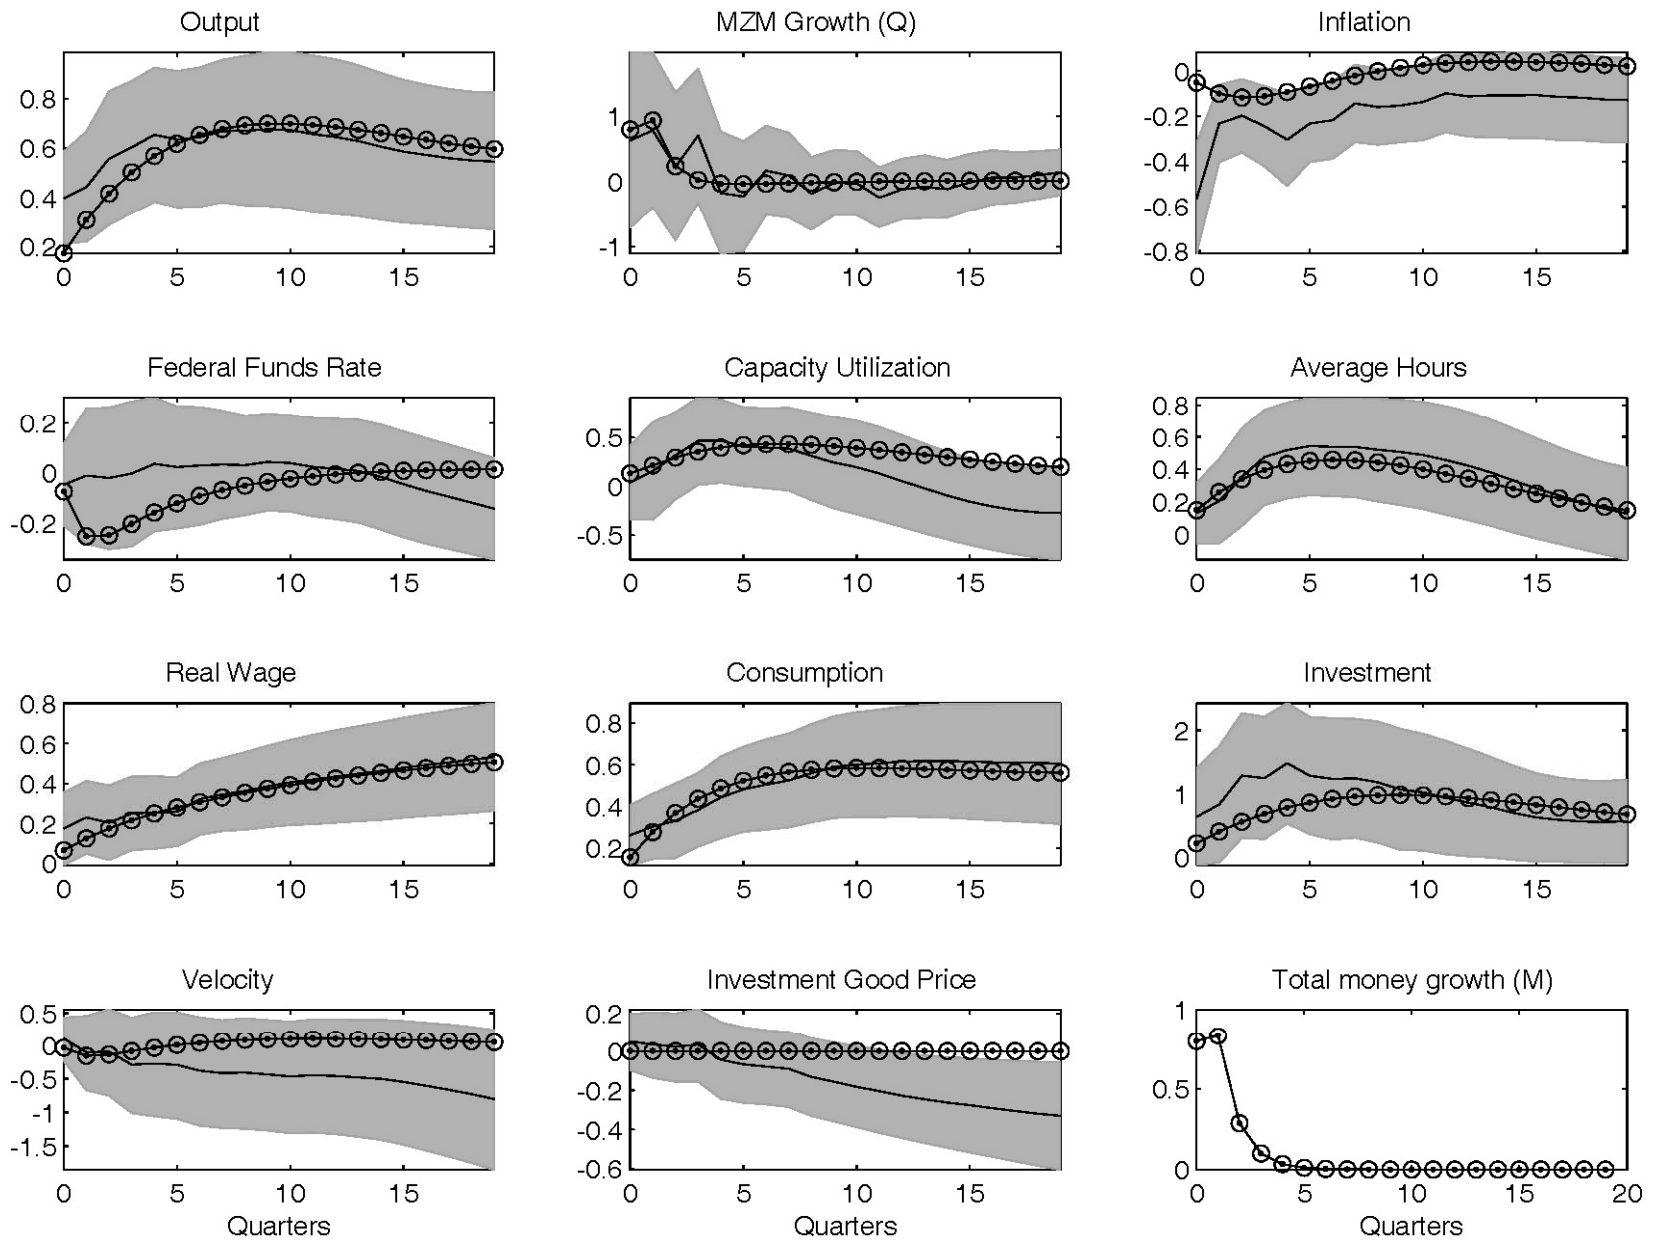 Output
MZM Growth (Q)
Inflation
0.8
0.6
0.4
0.2
0 5 10 15
1
0
-1
0 5 10 15
0
-0.2
-0.4
-0.6
-0.8
0 5 10 15
Federal Funds Rate
Capacity Utilization
Average Hours
0.2
0
-0.2
0 5 10 15
0.5
0
-0.5
0 5 10 15
0.8
0.6
0.4
0.2
0
0 5 10 15
Real Wage
Consumption
Investment
0.8
0.6
0.4
0.2
0
0 5 10 15
0.8
0.6
0.4
0.2
0 5 10 15
2
1
0
0 5 10 15
Velocity
Investment Good Price
Total money growth (M)
0.5
0
-0.5
-1
-1.5
0 5 10 15
Quarters
0.2
0
-0.2
-0.4
-0.6
0 5 10 15
Quarters
1
0.5
0
0 5 10 15 20
Quarters